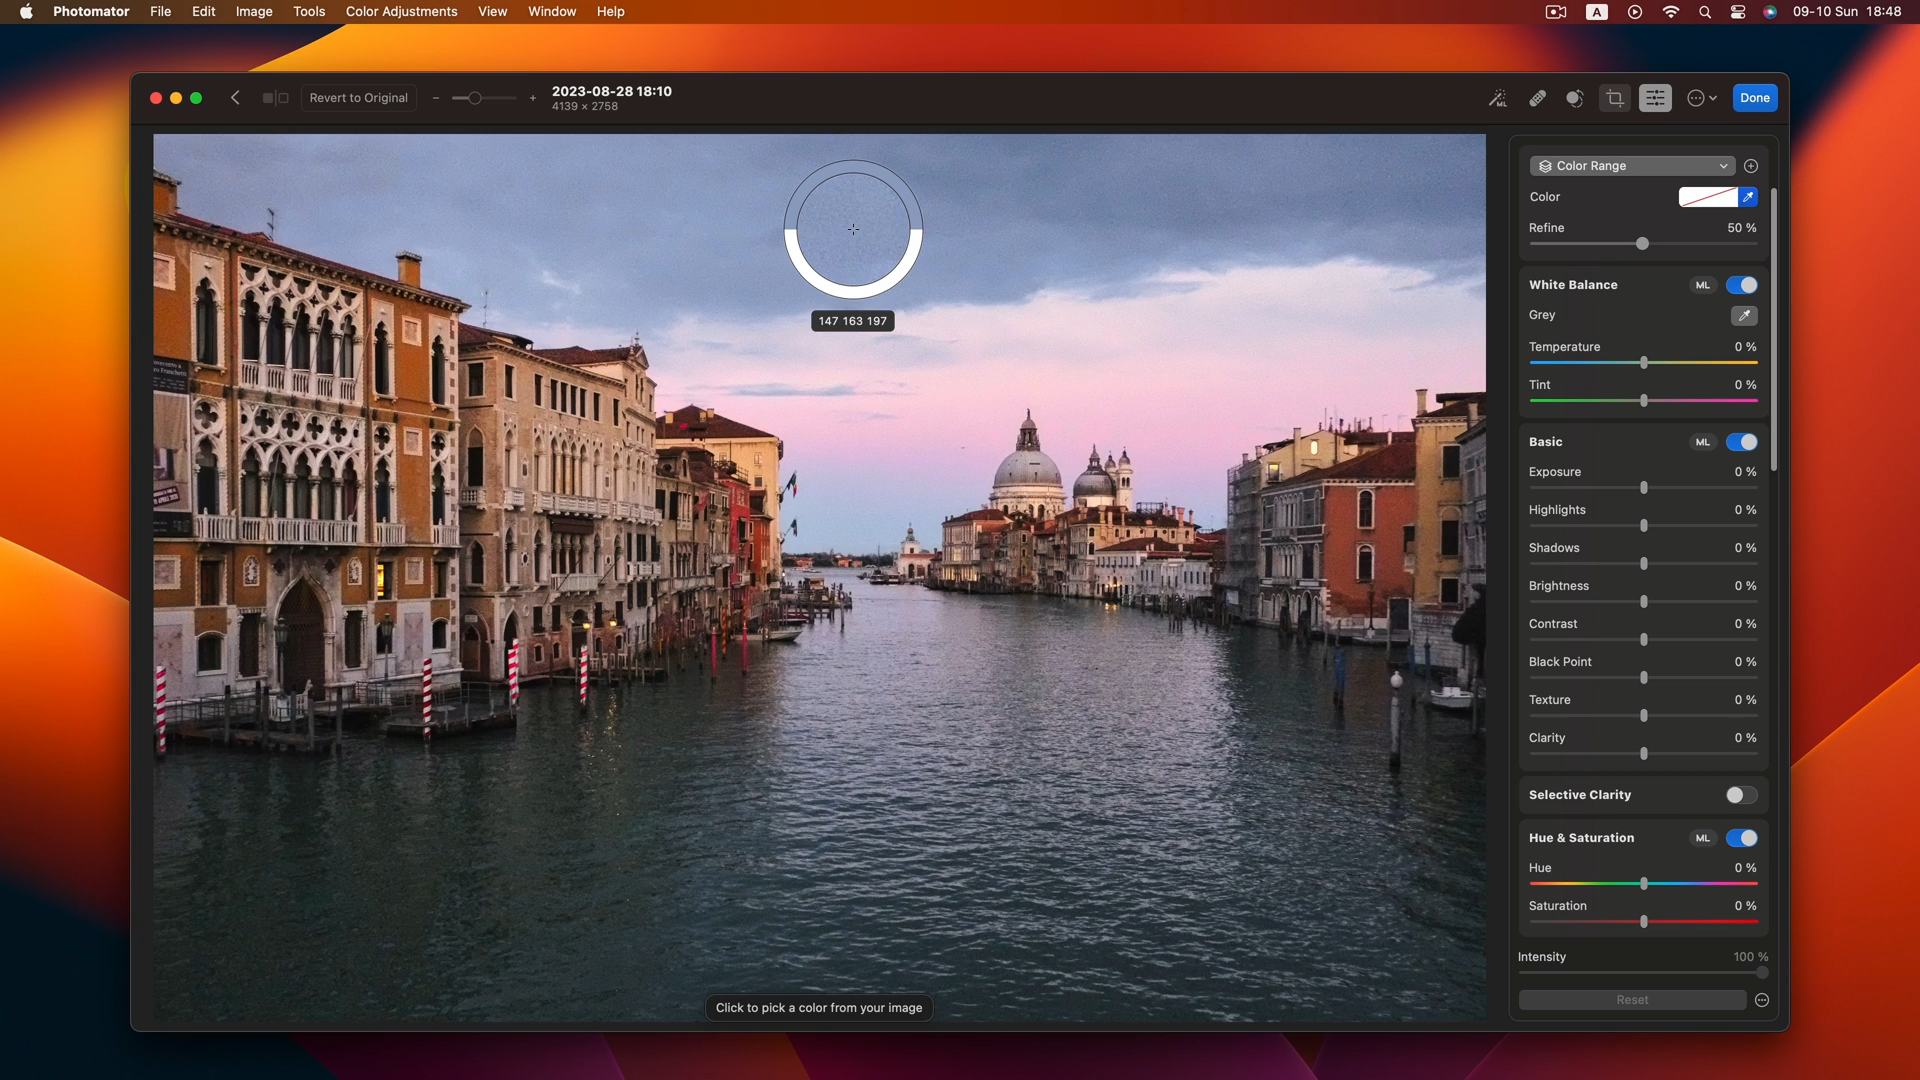 Photomator File Edit Image Tools Color Adjustments View Window Help
A 09-10 Sun 18:48
Revert to Original − + 2023-08-28 18:10
4139 × 2758
ML Done
Color Range
Color
Refine 50 %
White Balance ML
Grey
147 163 197
Temperature 0 %
Tint 0 %
Basic ML
Exposure 0 %
Highlights 0 %
Shadows 0 %
Brightness 0 %
Contrast 0 %
Black Point 0 %
Texture 0 %
Clarity 0 %
Selective Clarity
Hue & Saturation ML
Hue 0 %
Saturation 0 %
Intensity 100 %
Reset
Click to pick a color from your image